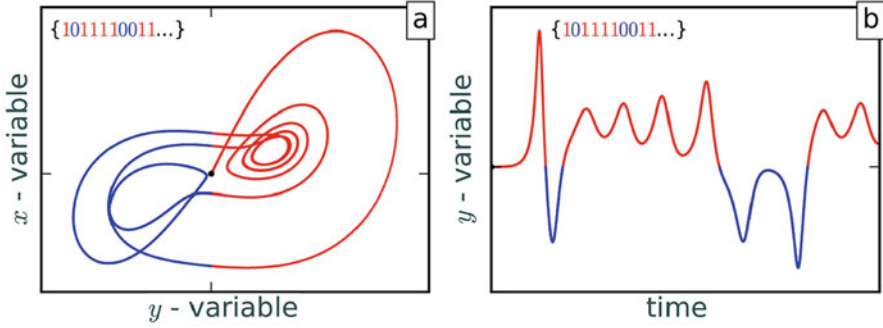 {1011110011...}
a
x - variable
y - variable
{1011110011...}
b
y - variable
time